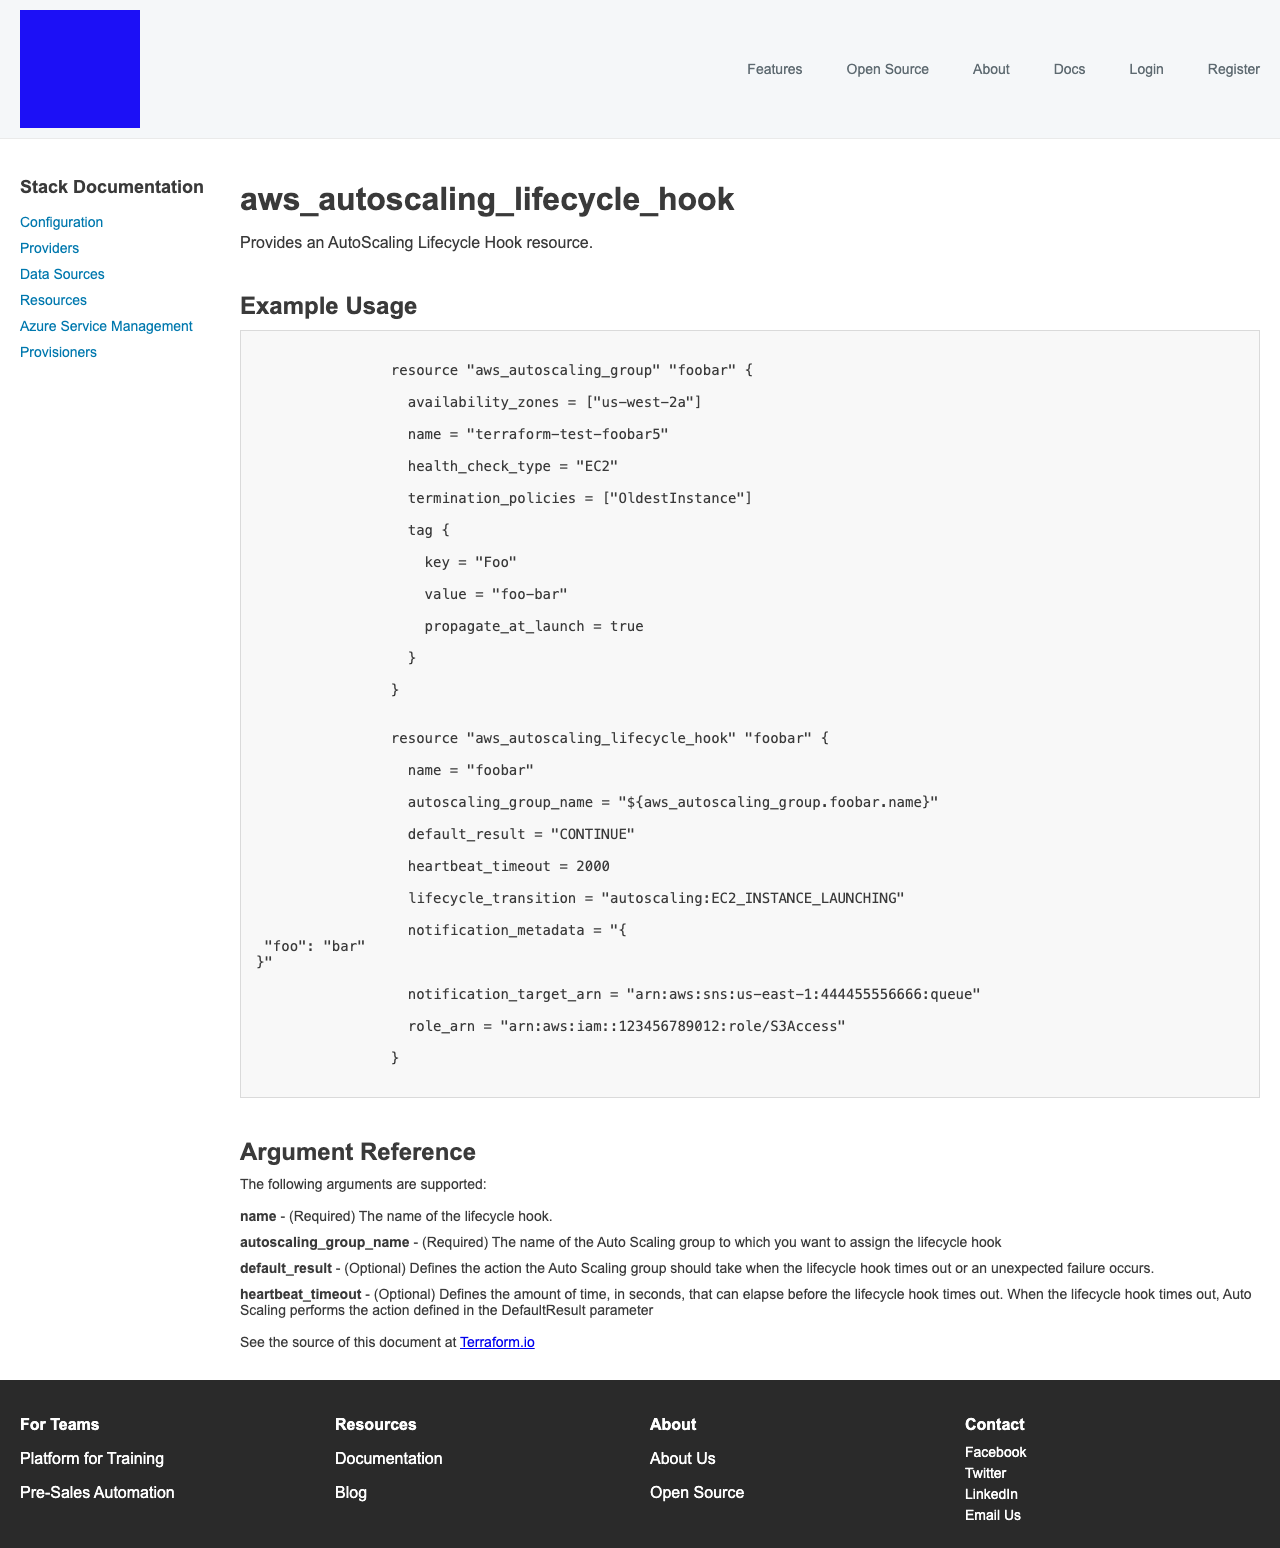 Features
Open Source
About
Docs
Login
Register
Stack Documentation
Configuration
Providers
Data Sources
Resources
Azure Service Management
Provisioners
aws_autoscaling_lifecycle_hook
Provides an AutoScaling Lifecycle Hook resource.
Example Usage
resource "aws_autoscaling_group" "foobar" {
  availability_zones = ["us-west-2a"]
  name = "terraform-test-foobar5"
  health_check_type = "EC2"
  termination_policies = ["OldestInstance"]
  tag {
    key = "Foo"
    value = "foo-bar"
    propagate_at_launch = true
  }
}
resource "aws_autoscaling_lifecycle_hook" "foobar" {
  name = "foobar"
  autoscaling_group_name = "${aws_autoscaling_group.foobar.name}"
  default_result = "CONTINUE"
  heartbeat_timeout = 2000
  lifecycle_transition = "autoscaling:EC2_INSTANCE_LAUNCHING"
  notification_metadata = "{
 "foo": "bar"
}"
  notification_target_arn = "arn:aws:sns:us-east-1:444455556666:queue"
  role_arn = "arn:aws:iam::123456789012:role/S3Access"
}
Argument Reference
The following arguments are supported:
name - (Required) The name of the lifecycle hook.
autoscaling_group_name - (Required) The name of the Auto Scaling group to which you want to assign the lifecycle hook
default_result - (Optional) Defines the action the Auto Scaling group should take when the lifecycle hook times out or an unexpected failure occurs.
heartbeat_timeout - (Optional) Defines the amount of time, in seconds, that can elapse before the lifecycle hook times out. When the lifecycle hook times out, Auto
Scaling performs the action defined in the DefaultResult parameter
See the source of this document at Terraform.io
For Teams
Platform for Training
Pre-Sales Automation
Resources
Documentation
Blog
About
About Us
Open Source
Contact
Facebook
Twitter
LinkedIn
Email Us